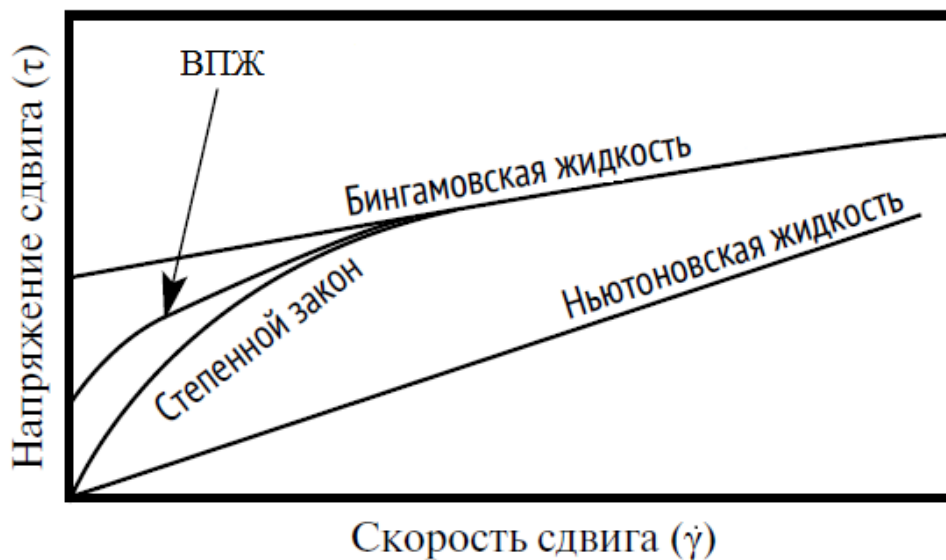 Напряжение сдвига (τ)
ВПЖ
Бингамовская жидкость
Степенной закон
Ньютоновская жидкость
Скорость сдвига (γ̇)